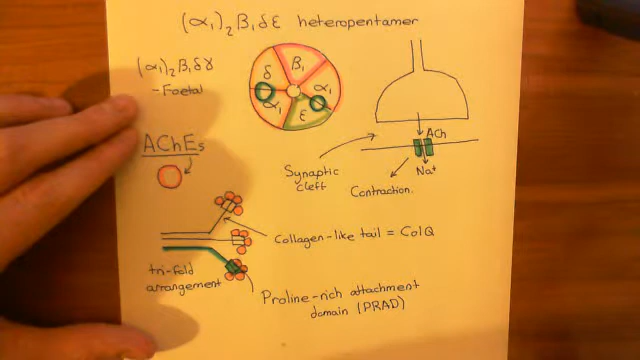 (α₁)₂ β₁ δ ε heteropentamer
(α₁)₂ β₁ δ γ
- Foetal
δ
β₁
α₁
α₁
ε
AChEs
ACh
Na⁺
Synaptic
cleft
Contraction.
Collagen-like tail = ColQ
tri-fold
arrangement
Proline-rich attachment
domain (PRAD)